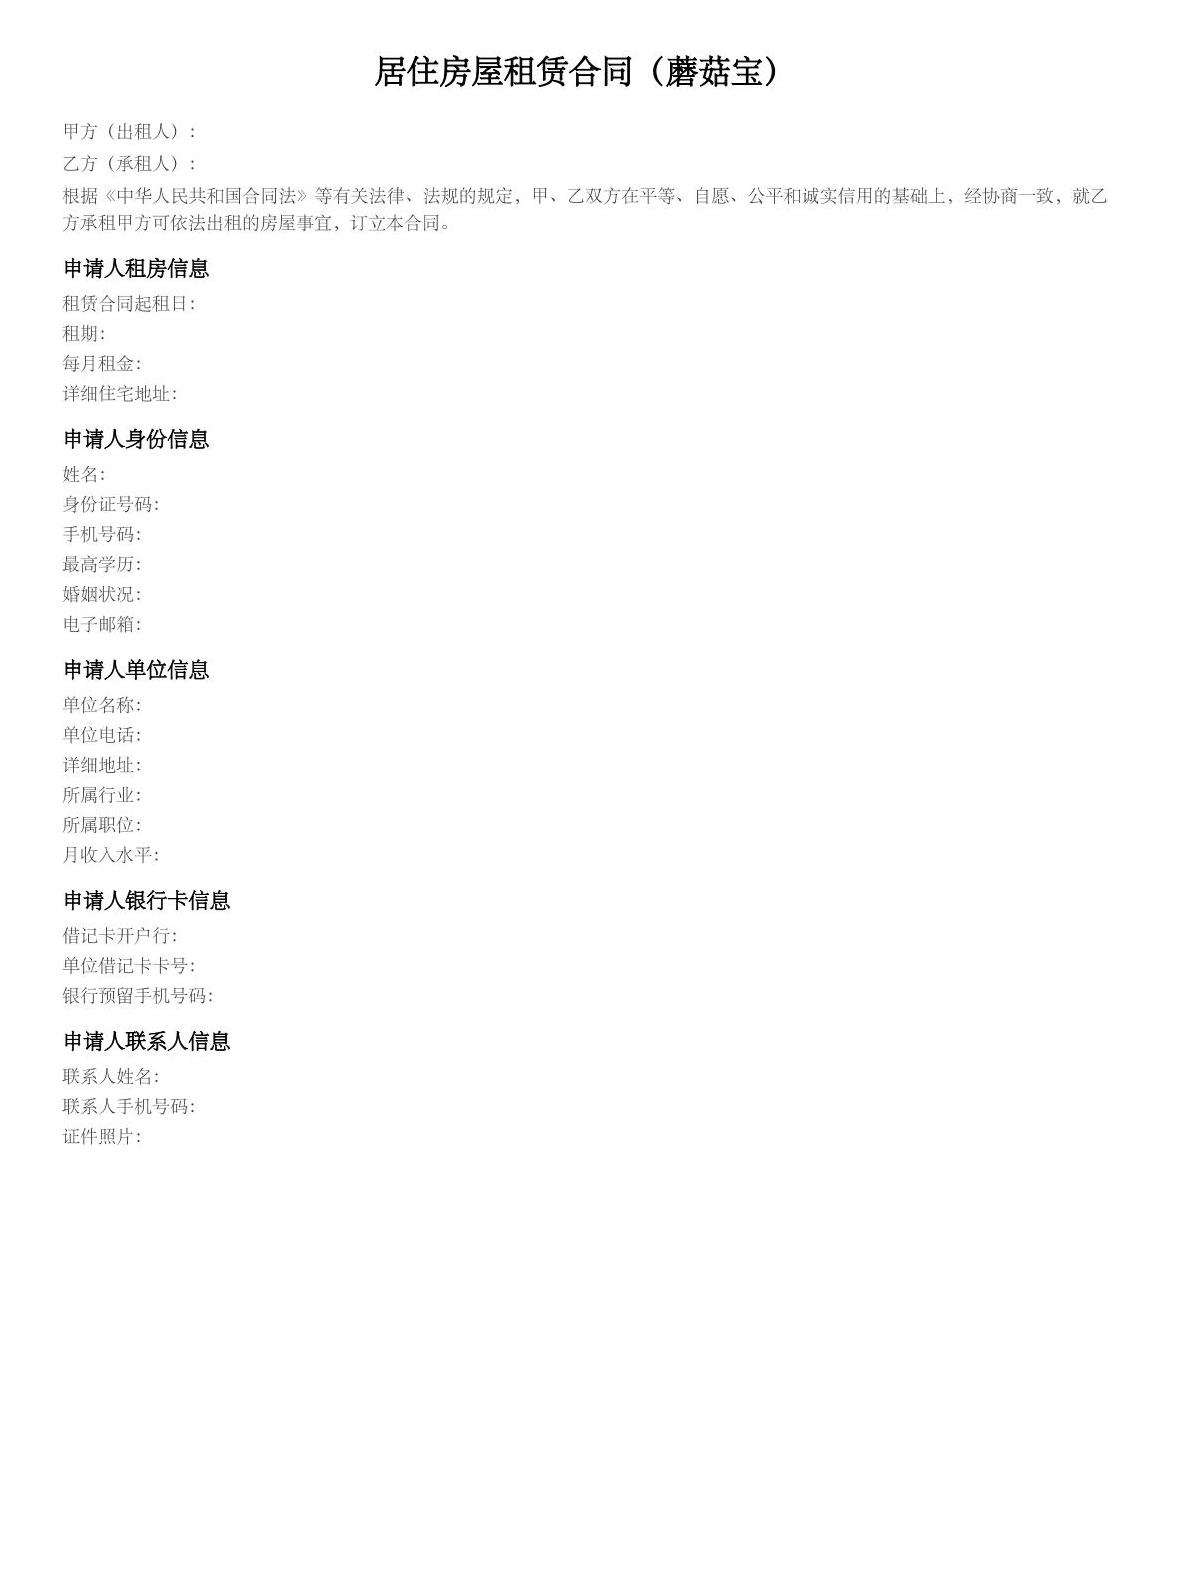 居住房屋租赁合同（蘑菇宝）
甲方（出租人）：
乙方（承租人）：
根据《中华人民共和国合同法》等有关法律、法规的规定，甲、乙双方在平等、自愿、公平和诚实信用的基础上，经协商一致，就乙
方承租甲方可依法出租的房屋事宜，订立本合同。
申请人租房信息
租赁合同起租日：
租期：
每月租金：
详细住宅地址：
申请人身份信息
姓名：
身份证号码：
手机号码：
最高学历：
婚姻状况：
电子邮箱：
申请人单位信息
单位名称：
单位电话：
详细地址：
所属行业：
所属职位：
月收入水平：
申请人银行卡信息
借记卡开户行：
单位借记卡卡号：
银行预留手机号码：
申请人联系人信息
联系人姓名：
联系人手机号码：
证件照片：